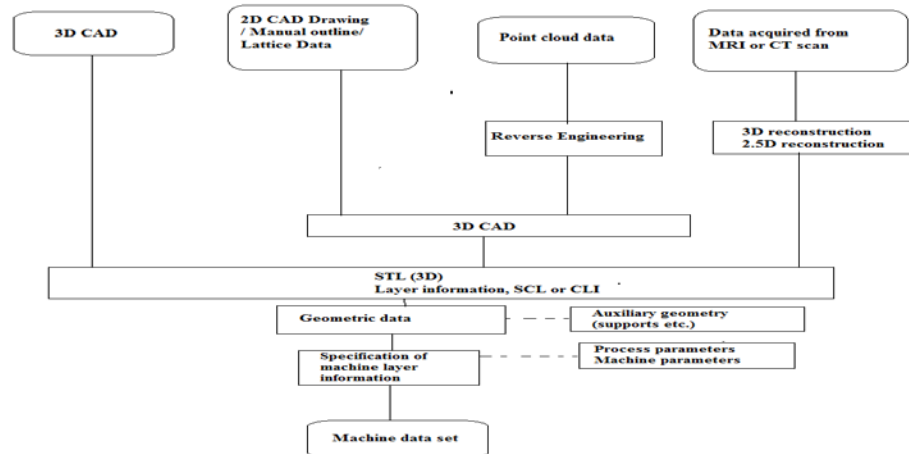 3D CAD
2D CAD Drawing
/ Manual outline/
Lattice Data
Point cloud data
Data acquired from
MRI or CT scan
Reverse Engineering
3D reconstruction
2.5D reconstruction
3D CAD
STL (3D)
Layer information, SCL or CLI
Geometric data
Auxiliary geometry
(supports etc.)
Specification of
machine layer
information
Process parameters
Machine parameters
Machine data set